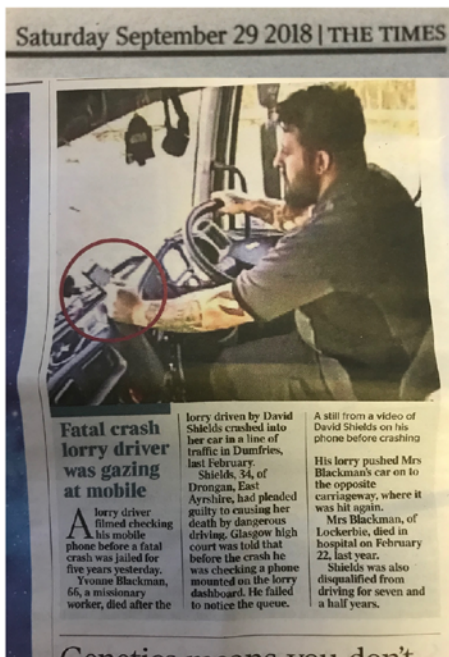 Saturday September 29 2018 | THE TIMES
Fatal crash
lorry driver
was gazing
at mobile
A lorry driver
filmed checking
his mobile
phone before a fatal
crash was jailed for
five years yesterday.
Yvonne Blackman,
66, a missionary
worker, died after the
lorry driven by David
Shields crashed into
her car in a line of
traffic in Dumfries,
last February.
Shields, 34, of
Drongan, East
Ayrshire, had pleaded
guilty to causing her
death by dangerous
driving. Glasgow high
court was told that
before the crash he
was checking a phone
mounted on the lorry
dashboard. He failed
to notice the queue.
A still from a video of
David Shields on his
phone before crashing
His lorry pushed Mrs
Blackman's car on to
the opposite
carriageway, where it
was hit again.
Mrs Blackman, of
Lockerbie, died in
hospital on February
22, last year.
Shields was also
disqualified from
driving for seven and
a half years.
Genetics means you don't